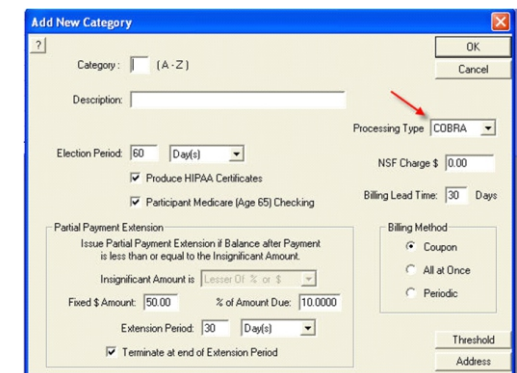 Add New Category
?
OK
Category: (A-Z)
Cancel
Description:
Processing Type COBRA
Election Period: 60 Day(s)
NSF Charge $ 0.00
Produce HIPAA Certificates
Billing Lead Time: 30 Days
Participant Medicare (Age 65) Checking
Partial Payment Extension
Issue Partial Payment Extension if Balance after Payment
is less than or equal to the Insignificant Amount.
Insignificant Amount is Lesser Of % or $
Fixed $ Amount: 50.00 % of Amount Due: 10.0000
Extension Period: 30 Day(s)
Terminate at end of Extension Period
Billing Method
Coupon
All at Once
Periodic
Threshold
Address